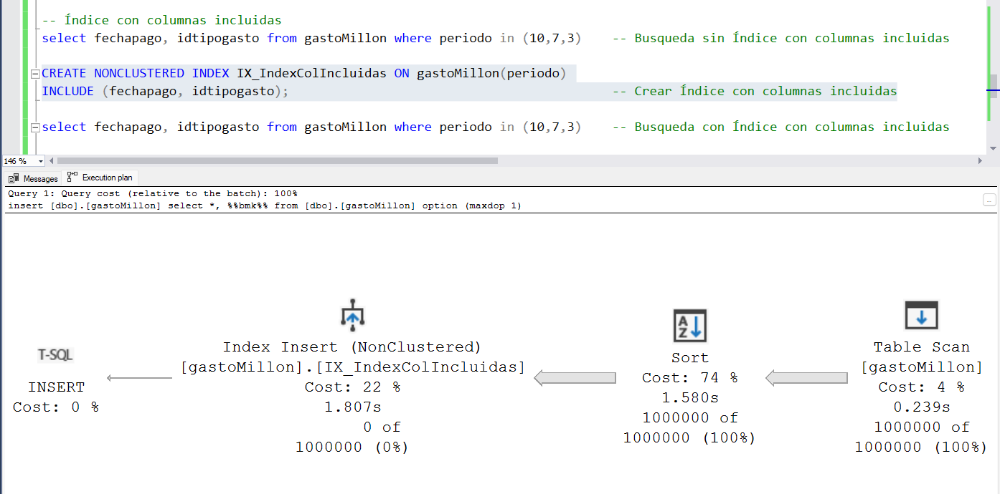 -- Índice con columnas incluidas
select fechapago, idtipogasto from gastoMillon where periodo in (10,7,3)    -- Busqueda sin Índice con columnas incluidas
CREATE NONCLUSTERED INDEX IX_IndexColIncluidas ON gastoMillon(periodo)
INCLUDE (fechapago, idtipogasto);    -- Crear Índice con columnas incluidas
select fechapago, idtipogasto from gastoMillon where periodo in (10,7,3)    -- Busqueda con Índice con columnas incluidas
146 %
Messages    Execution plan
Query 1: Query cost (relative to the batch): 100%
insert [dbo].[gastoMillon] select *, %%bmk%% from [dbo].[gastoMillon] option (maxdop 1)
T-SQL
INSERT
Cost: 0 %
Index Insert (NonClustered)
[gastoMillon].[IX_IndexColIncluidas]
Cost: 22 %
1.807s
0 of
1000000 (0%)
A
Z
Sort
Cost: 74 %
1.580s
1000000 of
1000000 (100%)
Table Scan
[gastoMillon]
Cost: 4 %
0.239s
1000000 of
1000000 (100%)